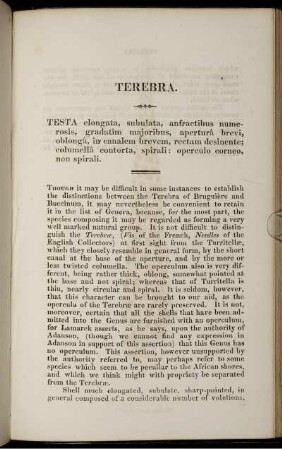 TEREBRA.
TESTA elongata, subulata, anfractibus nume-
rosis, gradatim majoribus, aperturâ brevi,
oblongâ, in canalem brevem, rectam desinente;
columellâ contorta, spirali: operculo corneo,
non spirali.
Though it may be difficult in some instances to establish
the distinctions between the Terebra of Bruguière and
Buccinum, it may nevertheless be convenient to retain
it in the list of Genera, because, for the most part, the
species composing it may be regarded as forming a very
well marked natural group. It is not difficult to distin-
guish the Terebræ, (Vis of the French, Needles of the
English Collectors) at first sight from the Turritellæ,
which they closely resemble in general form, by the short
canal at the base of the aperture, and by the more or
less twisted columella. The operculum also is very dif-
ferent, being rather thick, oblong, somewhat pointed at
the base and not spiral; whereas that of Turritella is
thin, nearly circular and spiral. It is seldom, however,
that this character can be brought to our aid, as the
opercula of the Terebræ are rarely preserved. It is not,
moreover, certain that all the shells that have been ad-
mitted into the Genus are furnished with an operculum,
for Lamarck asserts, as he says, upon the authority of
Adanson, (though we cannot find any expression in
Adanson in support of this assertion) that this Genus has
no operculum. This assertion, however unsupported by
the authority referred to, may perhaps refer to some
species which seem to be peculiar to the African shores,
and which we think might with propriety be separated
from the Terebræ.
Shell much elongated, subulate, sharp-pointed, in
general composed of a considerable number of volutions,